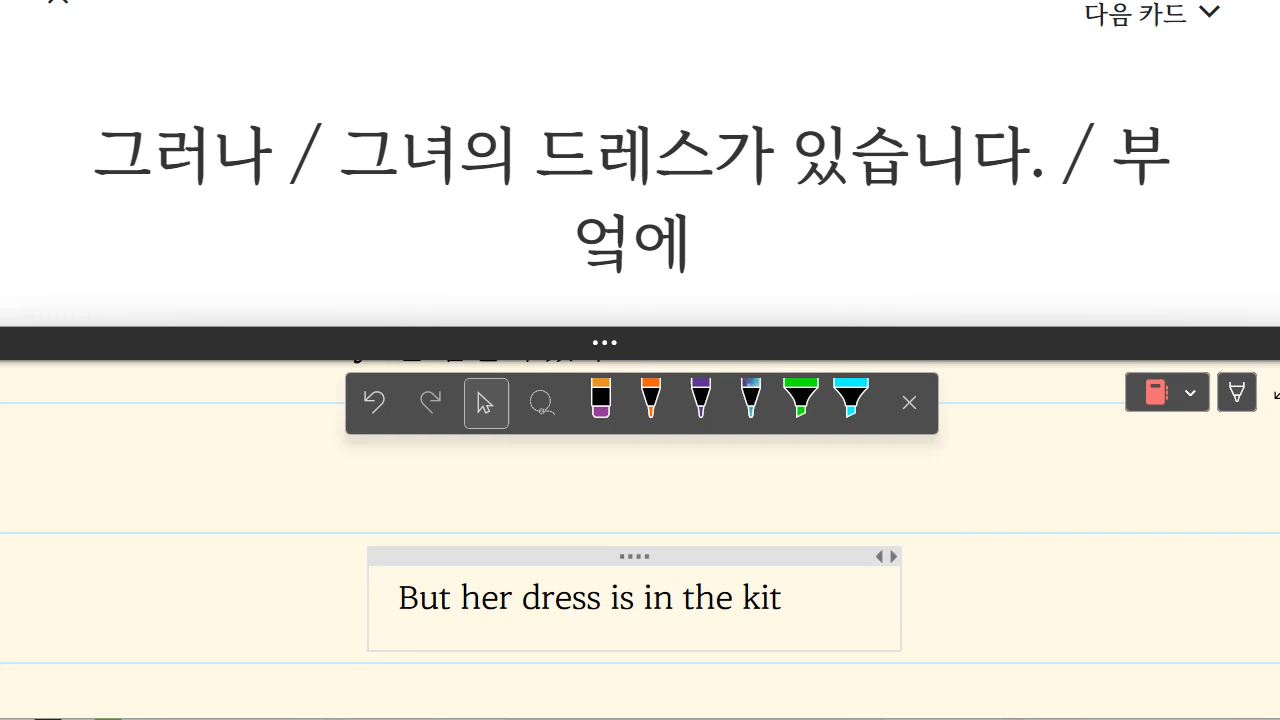 다음 카드
그러나 / 그녀의 드레스가 있습니다. / 부
엌에
But her dress is in the kit